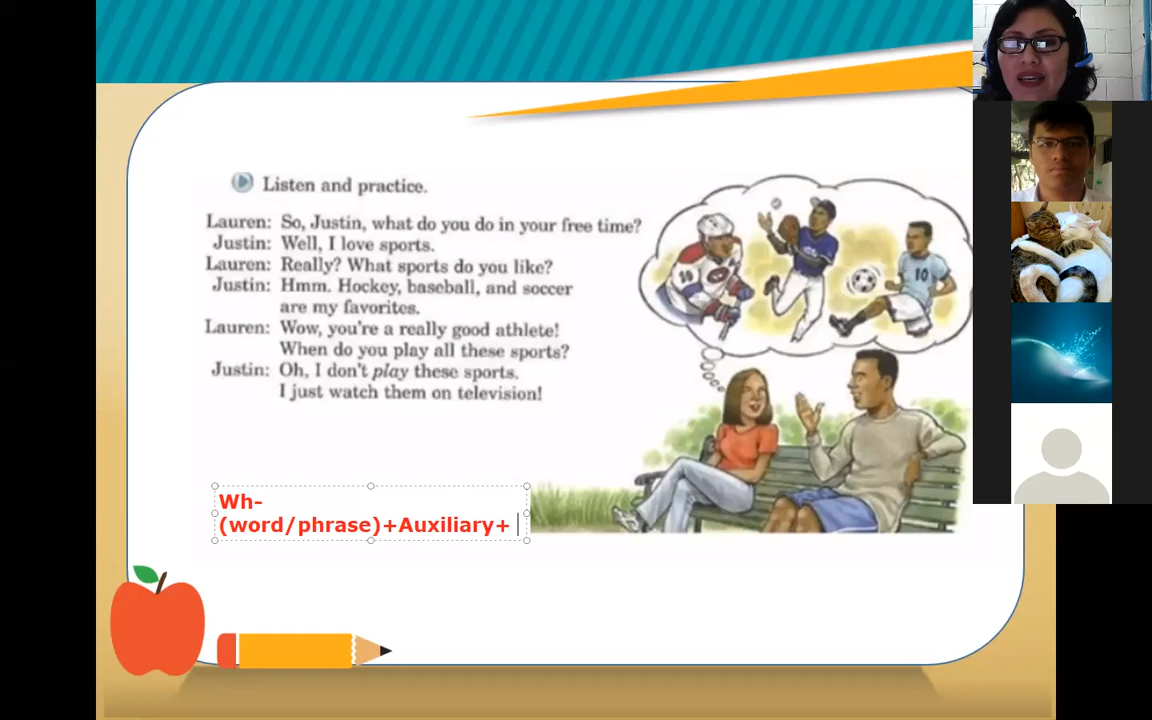 Listen and practice.
Lauren: So, Justin, what do you do in your free time?
Justin: Well, I love sports.
Lauren: Really? What sports do you like?
Justin: Hmm. Hockey, baseball, and soccer
are my favorites.
Lauren: Wow, you're a really good athlete!
When do you play all these sports?
Justin: Oh, I don't play these sports.
I just watch them on television!
Wh-
(word/phrase)+Auxiliary+
10
10